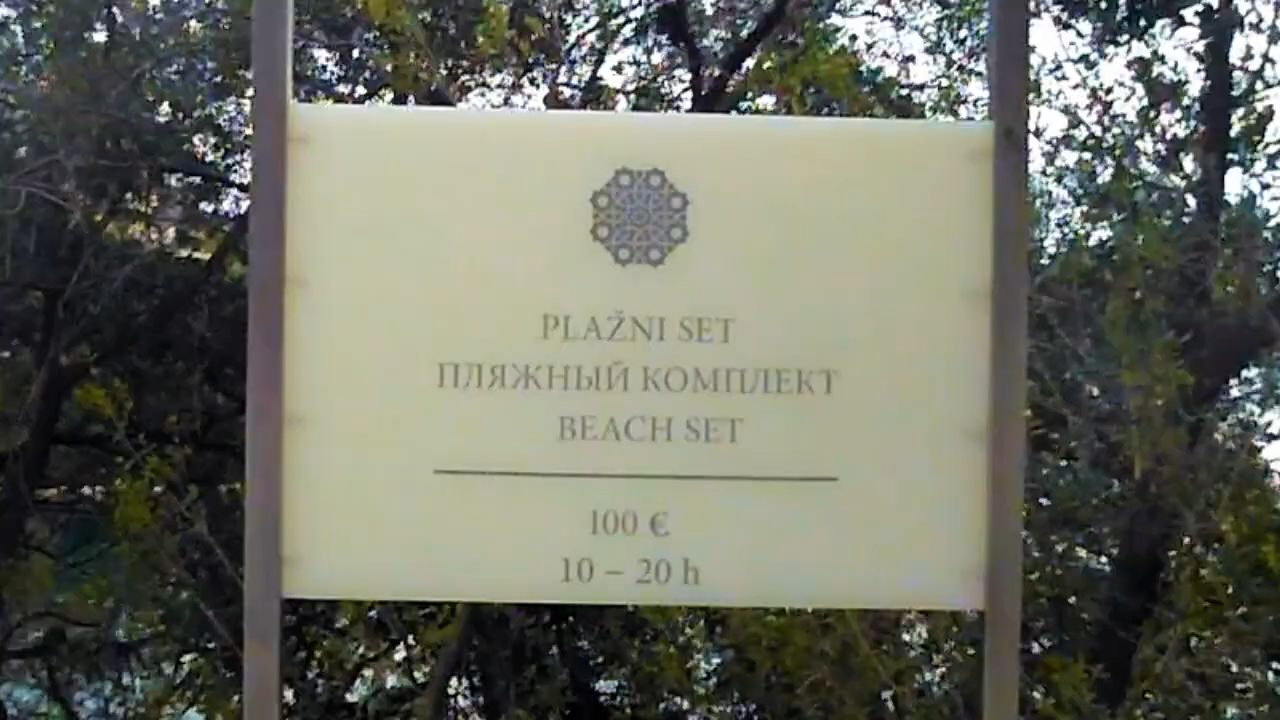 PLAŽNI SET
ПЛЯЖНЫЙ КОМПЛЕКТ
BEACH SET
100 €
10 – 20 h